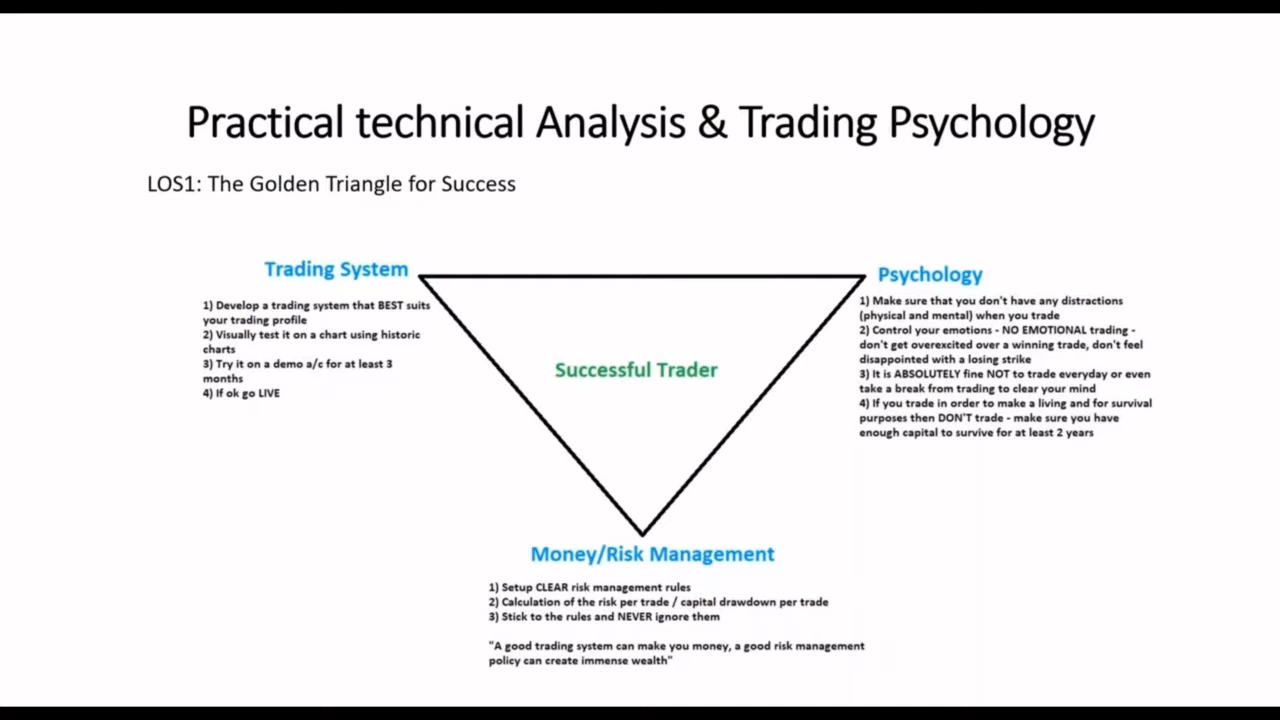 Practical technical Analysis & Trading Psychology
LOS1: The Golden Triangle for Success
Trading System
1) Develop a trading system that BEST suits
your trading profile
2) Visually test it on a chart using historic
charts
3) Try it on a demo a/c for at least 3
months
4) If ok go LIVE
Psychology
1) Make sure that you don't have any distractions
(physical and mental) when you trade
2) Control your emotions - NO EMOTIONAL trading -
don't get overexcited over a winning trade, don't feel
disappointed with a losing strike
3) It is ABSOLUTELY fine NOT to trade everyday or even
take a break from trading to clear your mind
4) If you trade in order to make a living and for survival
purposes then DON'T trade - make sure you have
enough capital to survive for at least 2 years
Successful Trader
Money/Risk Management
1) Setup CLEAR risk management rules
2) Calculation of the risk per trade / capital drawdown per trade
3) Stick to the rules and NEVER ignore them
"A good trading system can make you money, a good risk management
policy can create immense wealth"